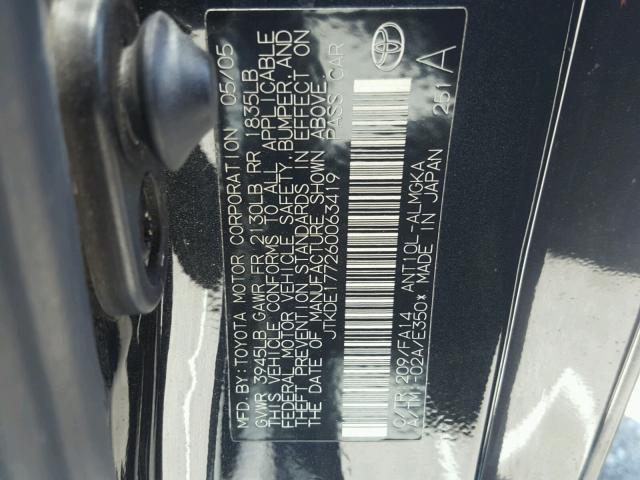 MFD BY: TOYOTA MOTOR CORPORATION 05/05
GVWR 3945LB GAWR FR 2130LB RR 1835LB
THIS VEHICLE CONFORMS TO ALL APPLICABLE
FEDERAL MOTOR VEHICLE SAFETY, BUMPER, AND
THEFT PREVENTION STANDARDS IN EFFECT ON
THE DATE OF MANUFACTURE SHOWN ABOVE
JTKDE177260063419 PASS CAR
C/TR 209/FA14 ANT10L-ALMGKA
A/TM -02A/E350* MADE IN JAPAN
251 A